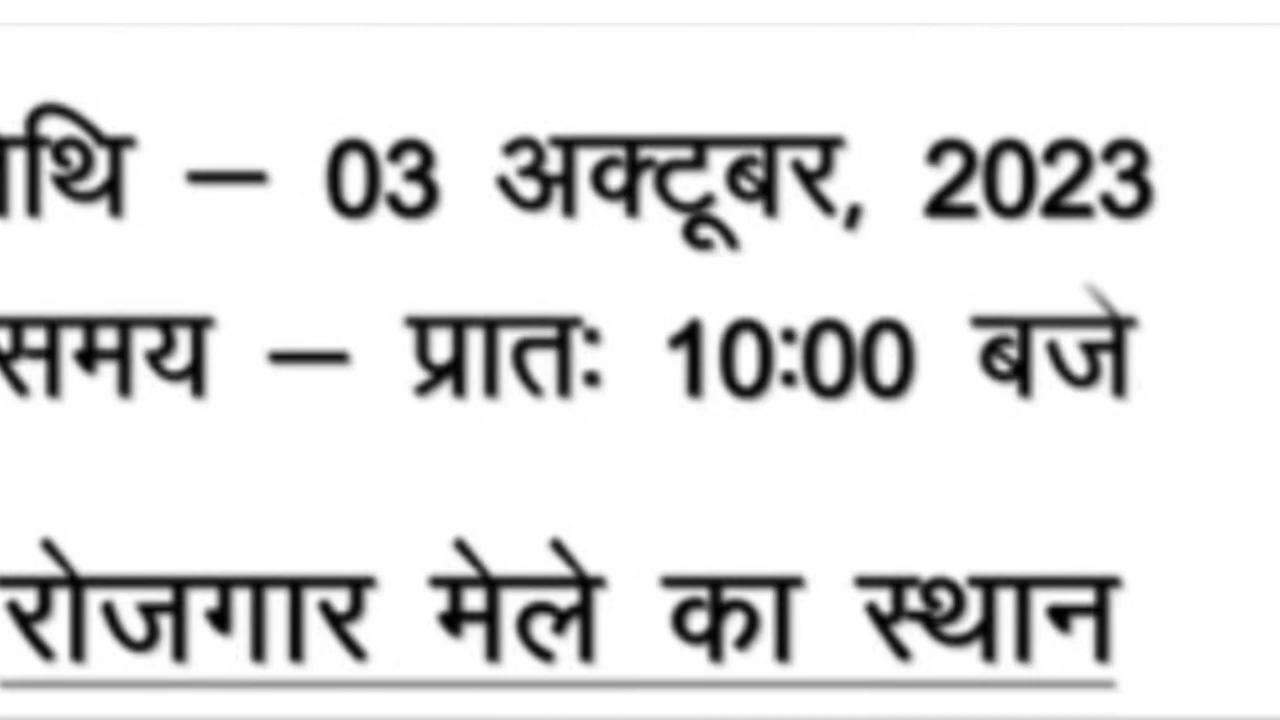 तिथि – 03 अक्टूबर, 2023
समय – प्रातः 10:00 बजे
रोजगार मेले का स्थान